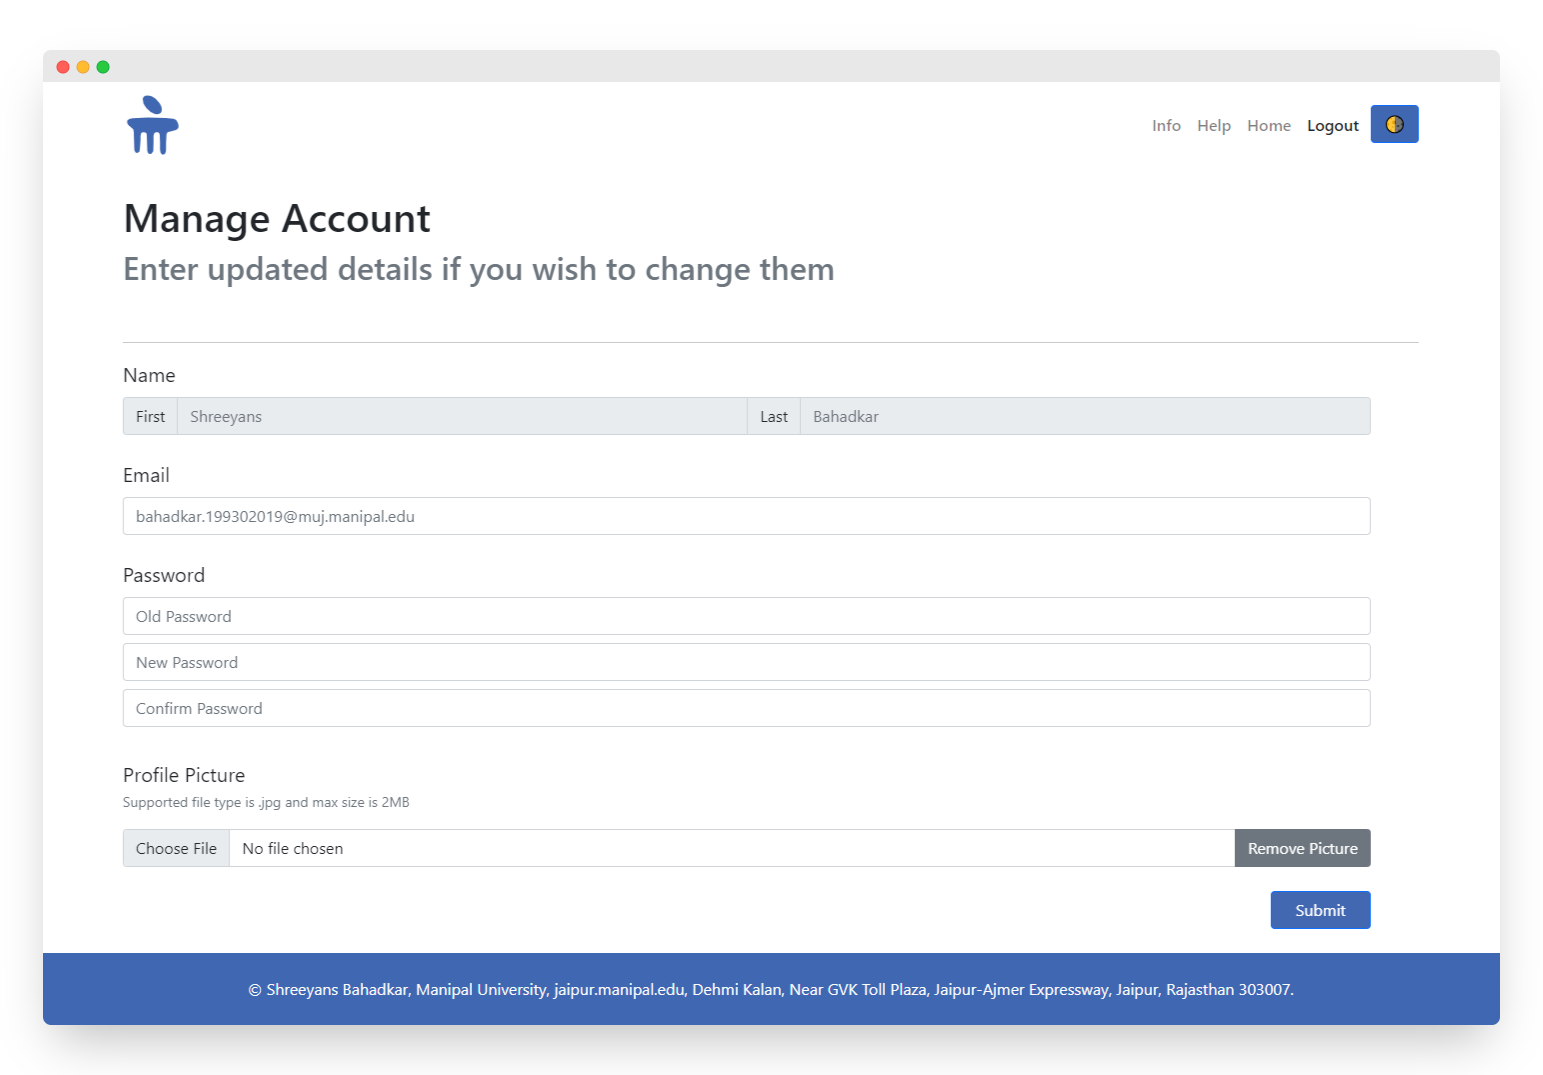 Info Help Home Logout
Manage Account
Enter updated details if you wish to change them
Name
First Shreeyans Last Bahadkar
Email
bahadkar.199302019@muj.manipal.edu
Password
Old Password
New Password
Confirm Password
Profile Picture
Supported file type is .jpg and max size is 2MB
Choose File No file chosen Remove Picture
Submit
© Shreeyans Bahadkar, Manipal University, jaipur.manipal.edu, Dehmi Kalan, Near GVK Toll Plaza, Jaipur-Ajmer Expressway, Jaipur, Rajasthan 303007.